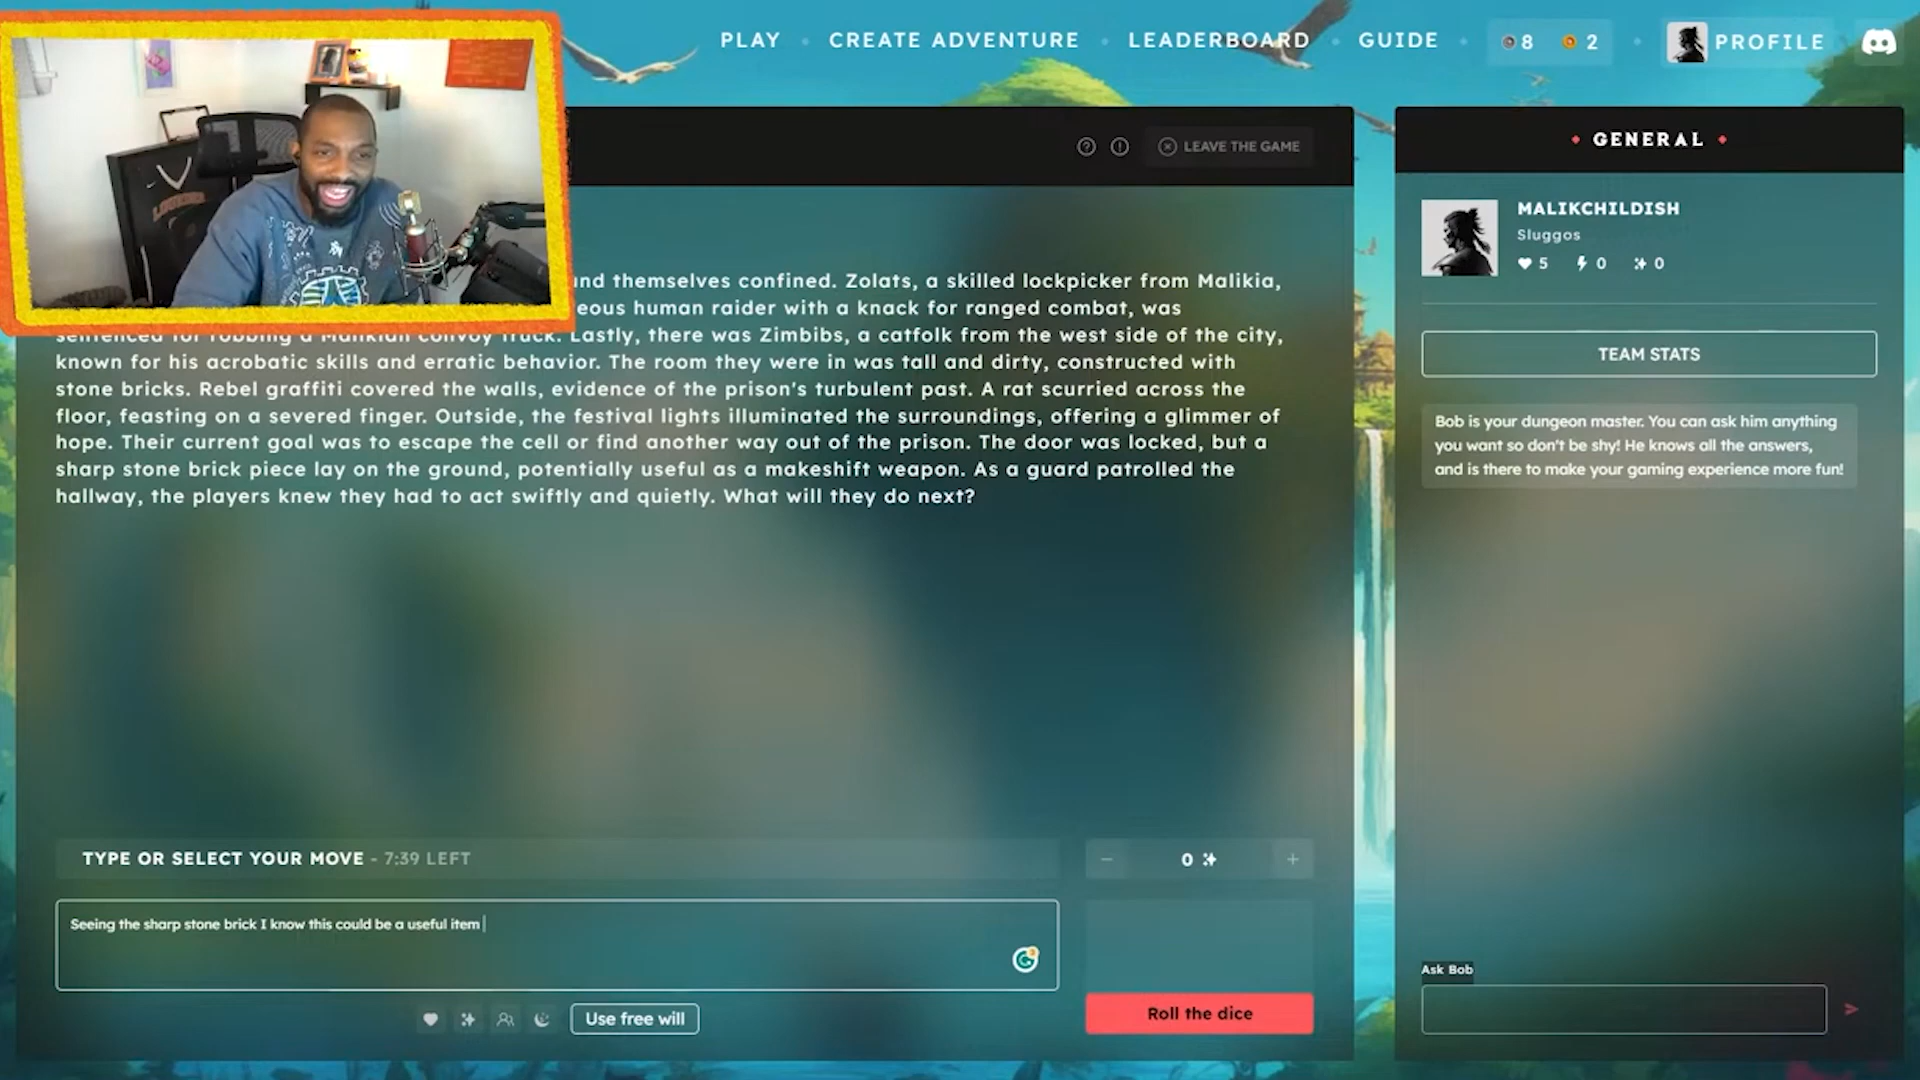 PLAY CREATE ADVENTURE LEADERBOARD GUIDE 8 2 PROFILE
LEAVE THE GAME
nd themselves confined. Zolats, a skilled lockpicker from Malikia,
eous human raider with a knack for ranged combat, was
sentenced for robbing a Malikian convoy truck. Lastly, there was Zimbibs, a catfolk from the west side of the city,
known for his acrobatic skills and erratic behavior. The room they were in was tall and dirty, constructed with
stone bricks. Rebel graffiti covered the walls, evidence of the prison's turbulent past. A rat scurried across the
floor, feasting on a severed finger. Outside, the festival lights illuminated the surroundings, offering a glimmer of
hope. Their current goal was to escape the cell or find another way out of the prison. The door was locked, but a
sharp stone brick piece lay on the ground, potentially useful as a makeshift weapon. As a guard patrolled the
hallway, the players knew they had to act swiftly and quietly. What will they do next?
TYPE OR SELECT YOUR MOVE - 7:39 LEFT
0
Seeing the sharp stone brick I know this could be a useful item
Use free will
Roll the dice
GENERAL
MALIKCHILDISH
Sluggos
5 0 0
TEAM STATS
Bob is your dungeon master. You can ask him anything
you want so don't be shy! He knows all the answers,
and is there to make your gaming experience more fun!
Ask Bob